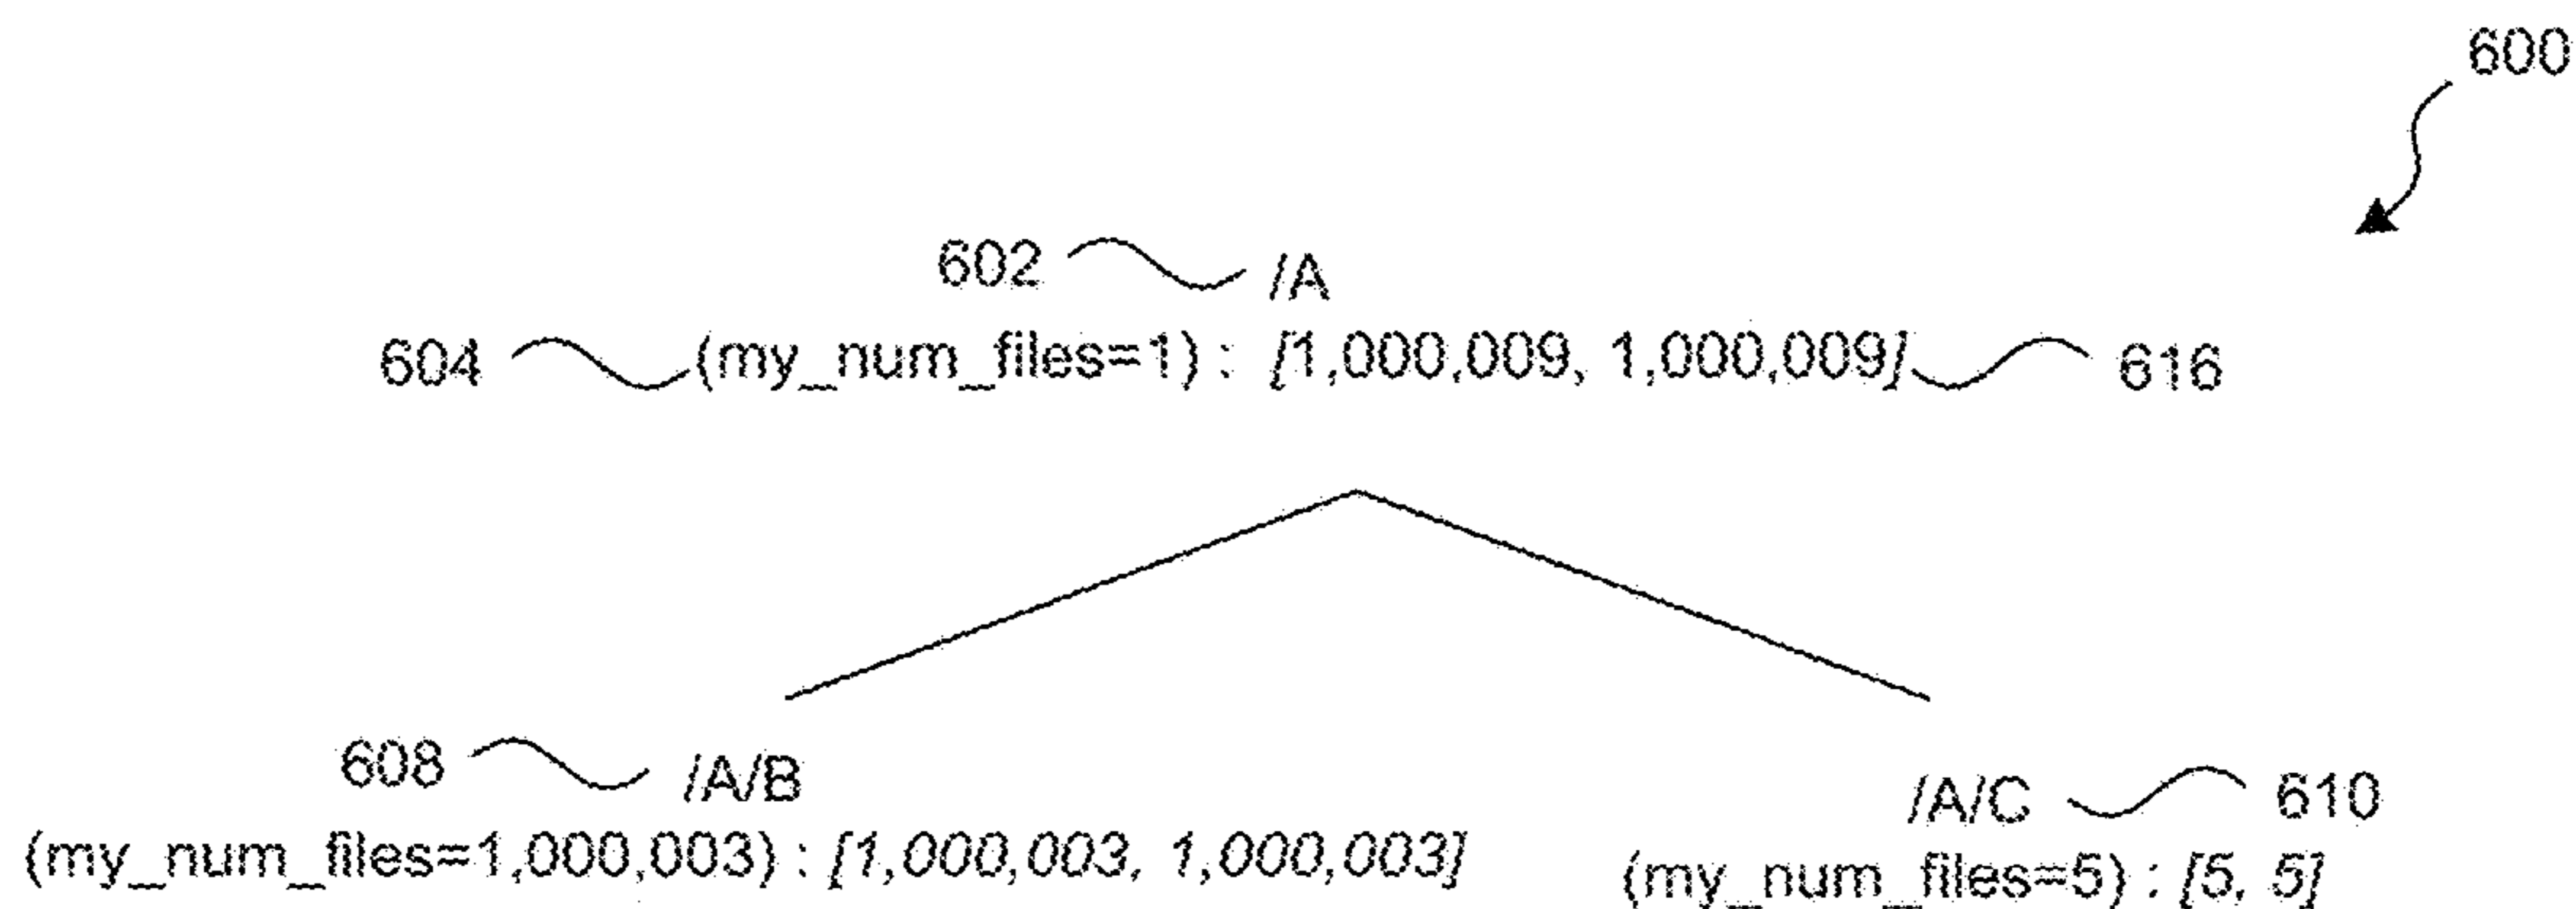 600
602 /A
604 (my_num_files=1) : [1,000,009, 1,000,009] 616
608 /A/B
/A/C 610
(my_num_files=1,000,003) : [1,000,003, 1,000,003]
(my_num_files=5) : [5, 5]